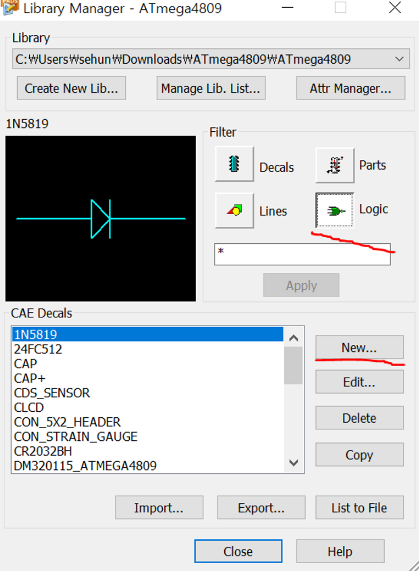 Library Manager - ATmega4809
Library
C:₩Users₩sehun₩Downloads₩ATmega4809₩ATmega4809
Create New Lib...
Manage Lib. List...
Attr Manager...
1N5819
Filter
Decals
Parts
Lines
Logic
*
Apply
CAE Decals
1N5819
24FC512
CAP
CAP+
CDS_SENSOR
CLCD
CON_5X2_HEADER
CON_STRAIN_GAUGE
CR2032BH
DM320115_ATMEGA4809
New...
Edit...
Delete
Copy
Import...
Export...
List to File
Close
Help